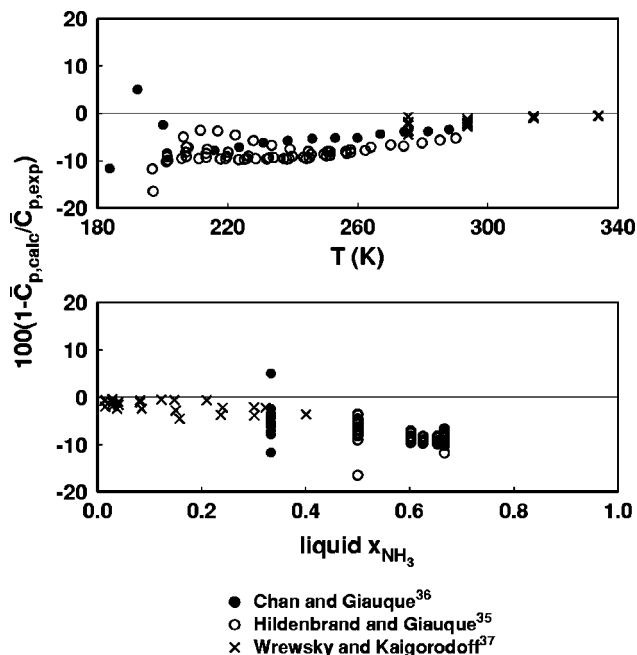 20
10
0
-10
-20
180 220 260 300 340
T (K)
100(1-C̄p,calc/C̄p,exp)
20
10
0
-10
-20
0.0 0.2 0.4 0.6 0.8 1.0
liquid xNH3
● Chan and Giauque36
○ Hildenbrand and Giauque35
× Wrewsky and Kaigorodoff37